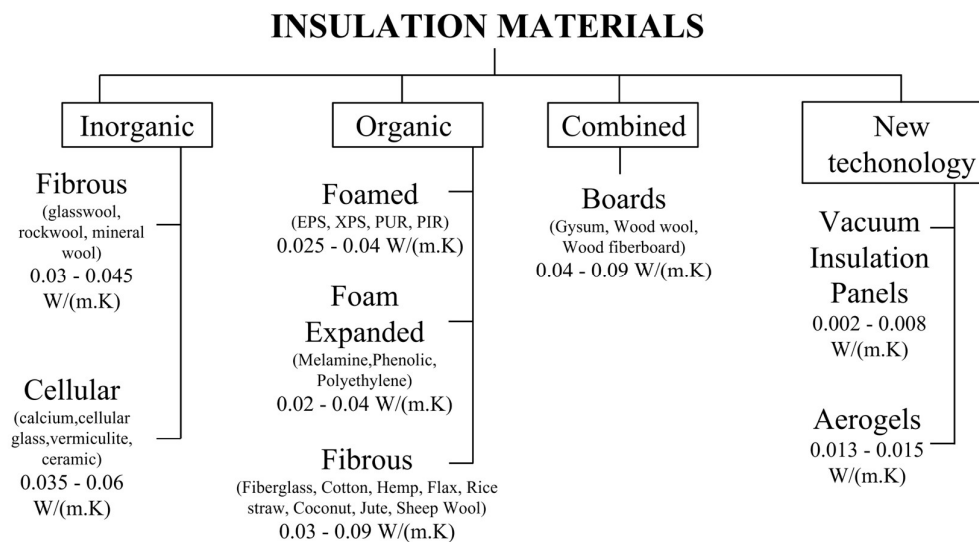 INSULATION MATERIALS
Inorganic
Fibrous
(glasswool,
rockwool, mineral
wool)
0.03 - 0.045
W/(m.K)
Cellular
(calcium,cellular
glass,vermiculite,
ceramic)
0.035 - 0.06
W/(m.K)
Organic
Foamed
(EPS, XPS, PUR, PIR)
0.025 - 0.04 W/(m.K)
Foam
Expanded
(Melamine,Phenolic,
Polyethylene)
0.02 - 0.04 W/(m.K)
Fibrous
(Fiberglass, Cotton, Hemp, Flax, Rice
straw, Coconut, Jute, Sheep Wool)
0.03 - 0.09 W/(m.K)
Combined
Boards
(Gysum, Wood wool,
Wood fiberboard)
0.04 - 0.09 W/(m.K)
New
techonology
Vacuum
Insulation
Panels
0.002 - 0.008
W/(m.K)
Aerogels
0.013 - 0.015
W/(m.K)